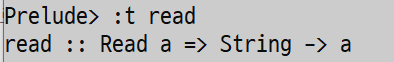 Prelude> :t read
read :: Read a => String -> a